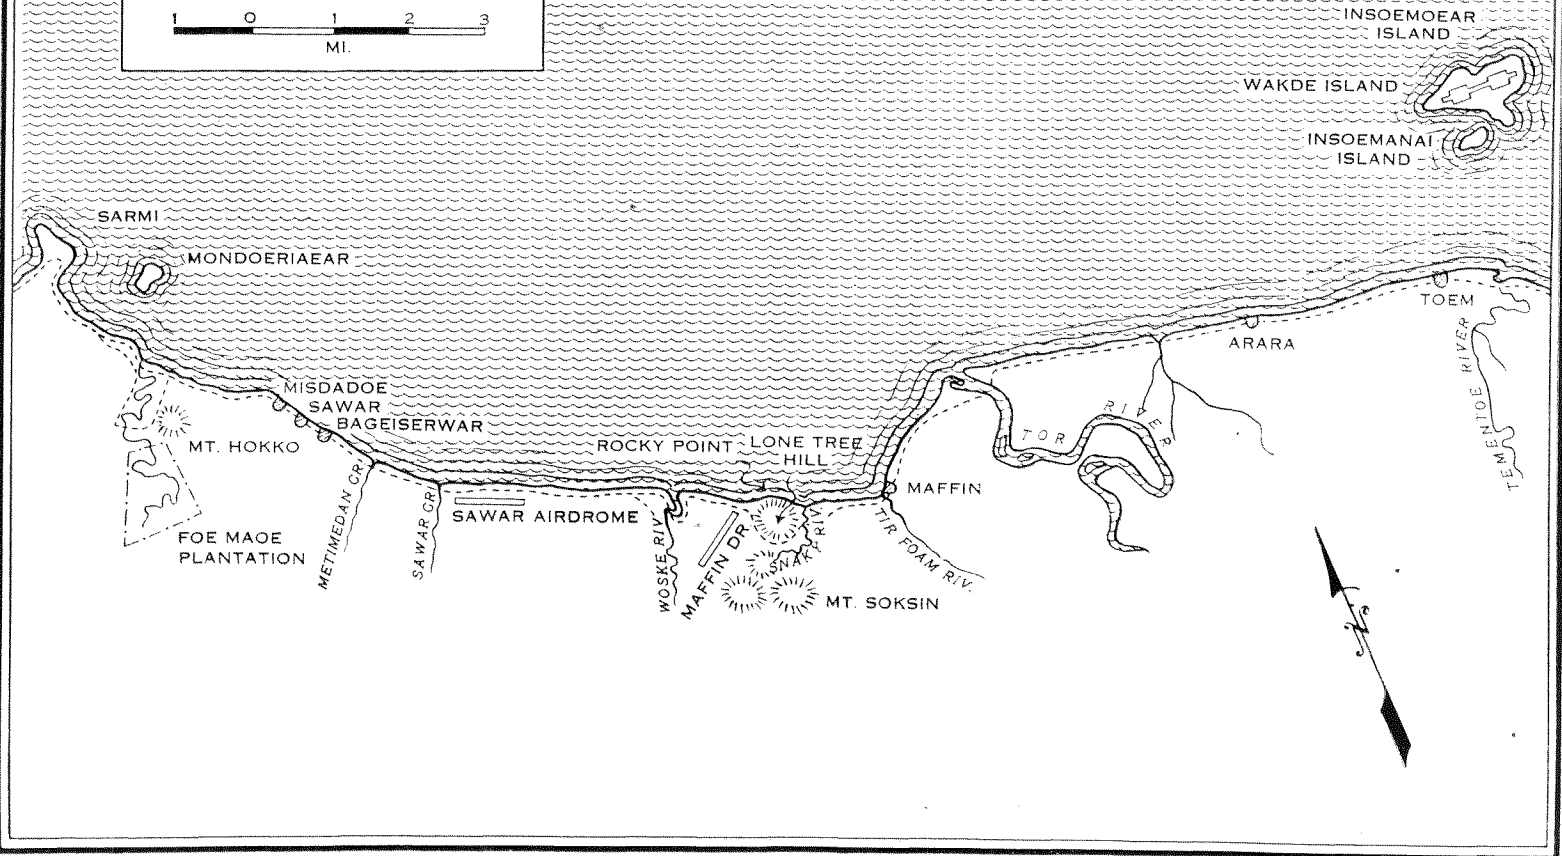 1 0 1 2 3
MI.
INSOEMOEAR
ISLAND
WAKDE ISLAND
INSOEMANAI
ISLAND
SARMI
MONDOERIAEAR
TOEM
ARARA
TEMENTOE RIVER
MISDADOE
SAWAR
BAGEISERWAR
MT. HOKKO
ROCKY POINT
LONE TREE
HILL
TOR RIVER
MAFFIN
FOE MAOE
PLANTATION
METIMEDAN CR.
SAWAR CR.
SAWAR AIRDROME
WOSKE RIV.
MAFFIN DR
SNAKY RIV.
TIR FOAM RIV.
MT. SOKSIN
N